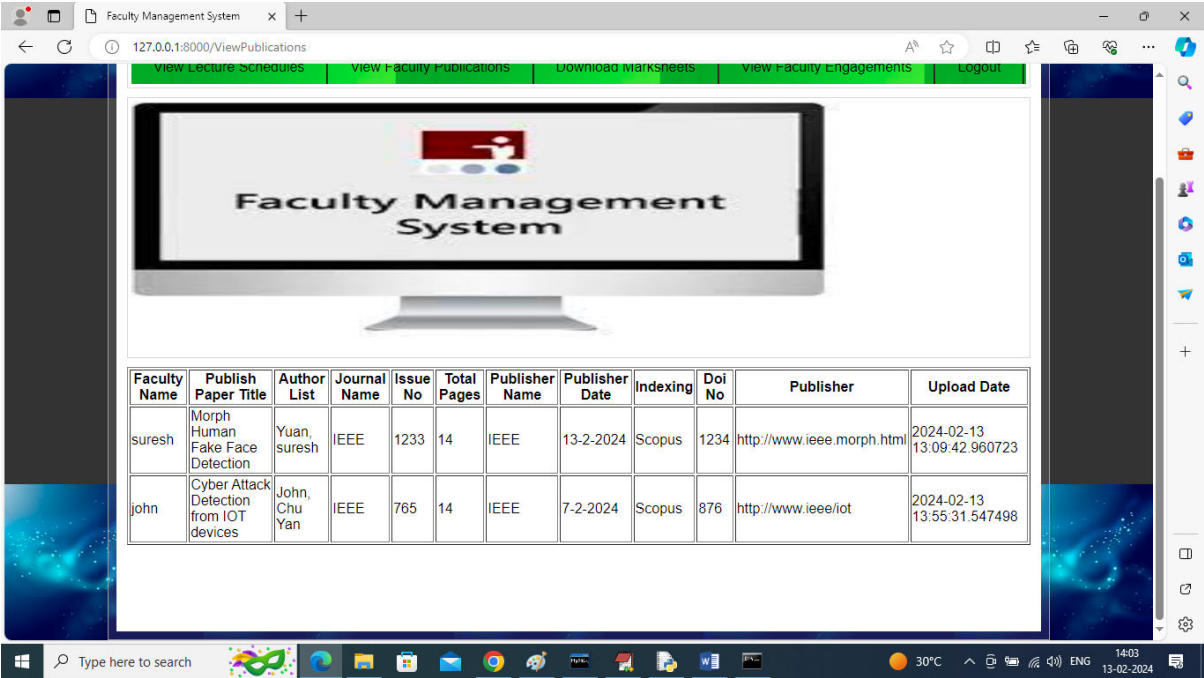 Faculty Management System
127.0.0.1:8000/ViewPublications
View Lecture Schedules View Faculty Publications Download Marksheets View Faculty Engagements Logout
Faculty Management
System
Faculty Name Publish Paper Title Author List Journal Name Issue No Total Pages Publisher Name Publisher Date Indexing Doi No Publisher Upload Date
suresh Morph Human Fake Face Detection Yuan, suresh IEEE 1233 14 IEEE 13-2-2024 Scopus 1234 http://www.ieee.morph.html 2024-02-13 13:09:42.960723
john Cyber Attack Detection from IOT devices John, Chu Yan IEEE 765 14 IEEE 7-2-2024 Scopus 876 http://www.ieee/iot 2024-02-13 13:55:31.547498
Type here to search 30°C ENG 14:03
13-02-2024